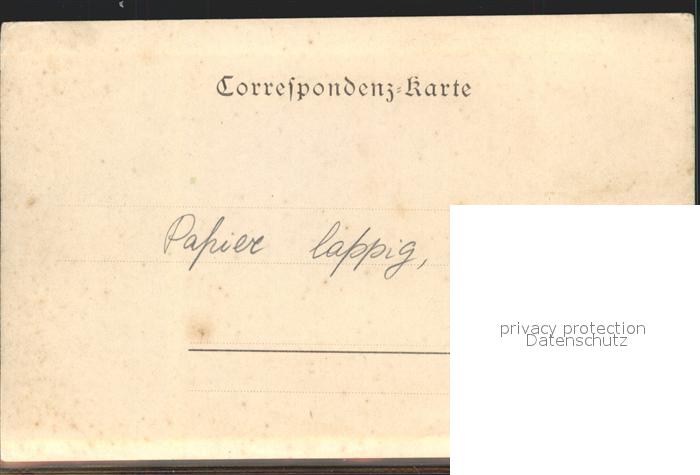 Correſpondenz-Karte
Papier lappig,
privacy protection
Datenschutz